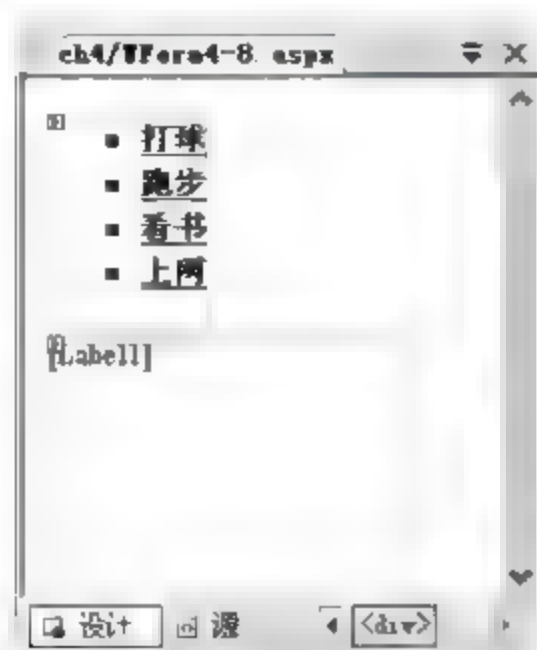 ch4/WForm4-8.aspx
打球
跑步
看书
上网
[Label1]
设计 源 <div>